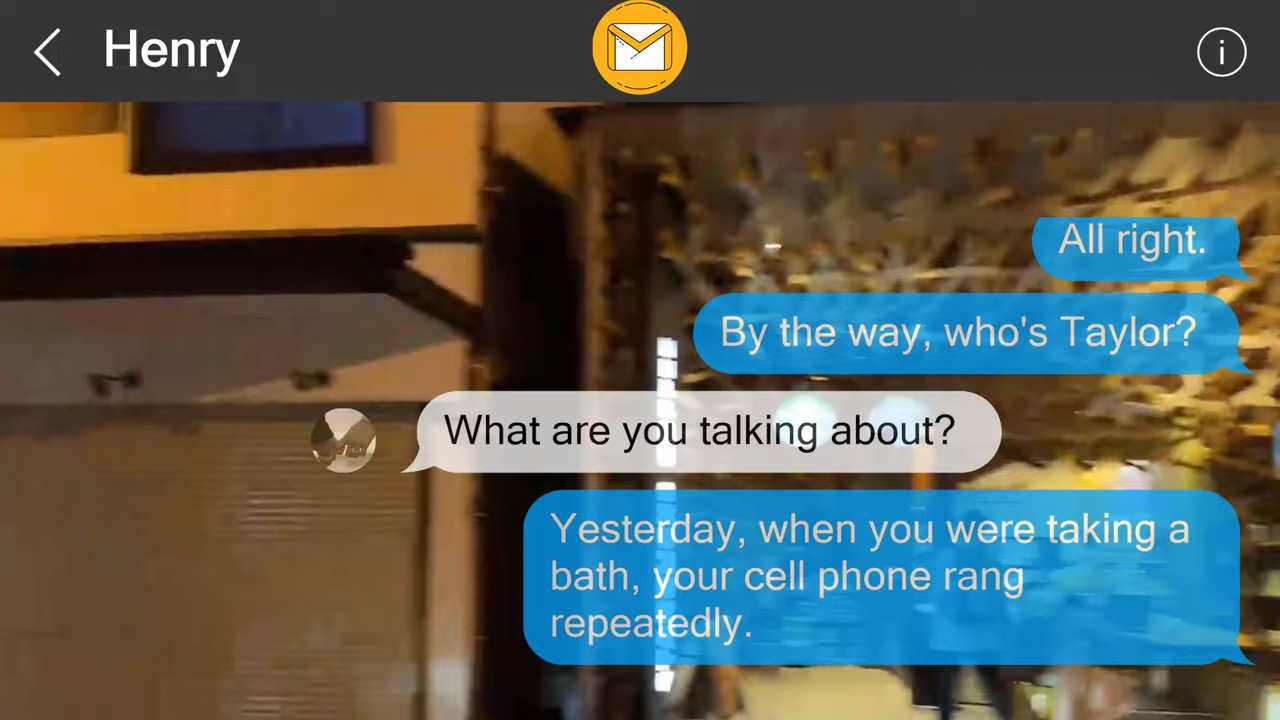 Henry
i
All right.
By the way, who's Taylor?
What are you talking about?
Yesterday, when you were taking a
bath, your cell phone rang
repeatedly.